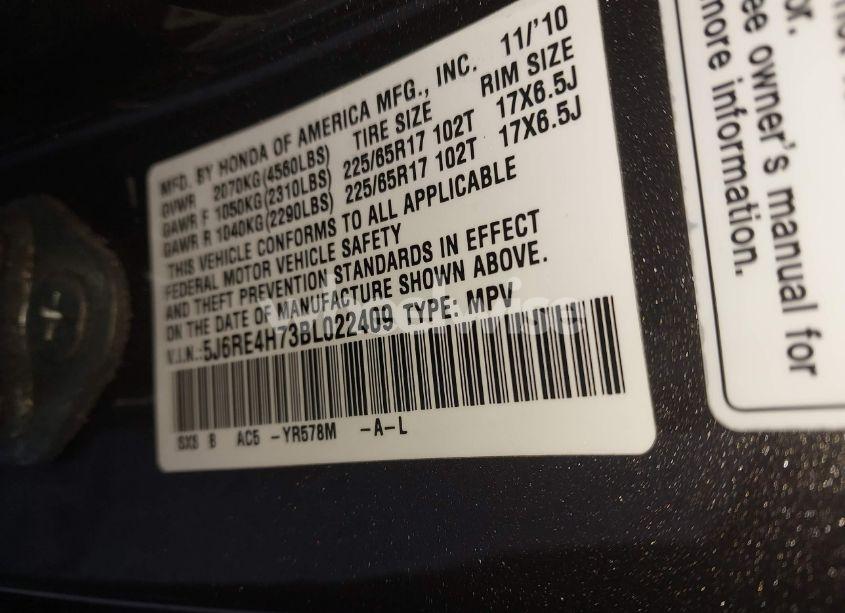 MFD. BY HONDA OF AMERICA MFG., INC. 11/'10
GVWR 2070KG(4560LBS) TIRE SIZE RIM SIZE
GAWR F 1050KG(2310LBS) 225/65R17 102T 17X6.5J
GAWR R 1040KG(2290LBS) 225/65R17 102T 17X6.5J
THIS VEHICLE CONFORMS TO ALL APPLICABLE
FEDERAL MOTOR VEHICLE SAFETY
AND THEFT PREVENTION STANDARDS IN EFFECT
ON THE DATE OF MANUFACTURE SHOWN ABOVE.
V.I.N.:5J6RE4H73BL022409 TYPE: MPV
SXS B AC5 -YR578M -A-L
or.
ee owner's manual for
more information.